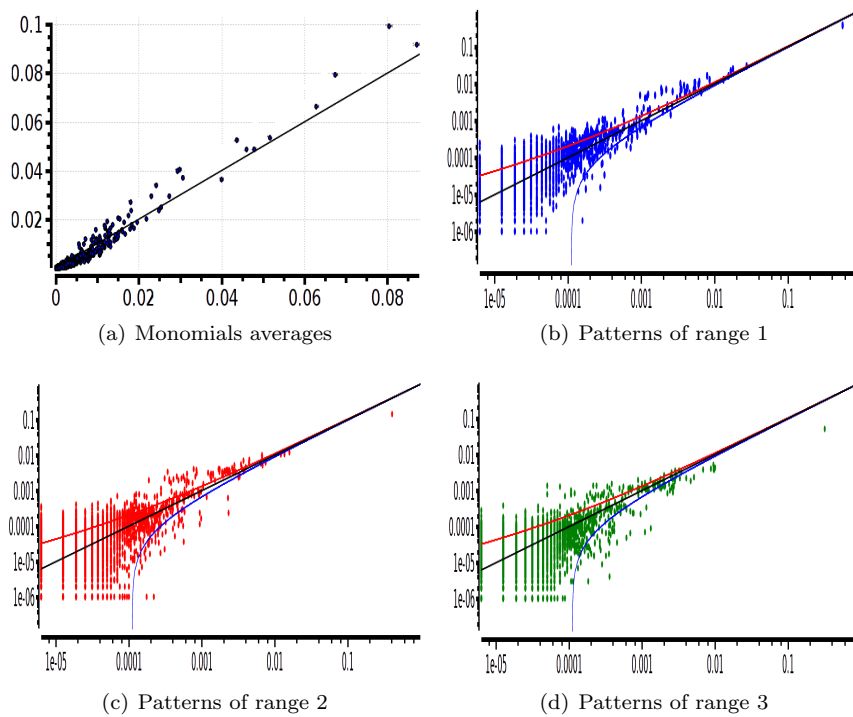 0.1
0.08
0.06
0.04
0.02
0 0.02 0.04 0.06 0.08
(a) Monomials averages
0.1
0.01
0.001
0.0001
1e-05
1e-06
1e-05 0.0001 0.001 0.01 0.1
(b) Patterns of range 1
0.1
0.01
0.001
0.0001
1e-05
1e-06
1e-05 0.0001 0.001 0.01 0.1
(c) Patterns of range 2
0.1
0.01
0.001
0.0001
1e-05
1e-06
1e-05 0.0001 0.001 0.01 0.1
(d) Patterns of range 3